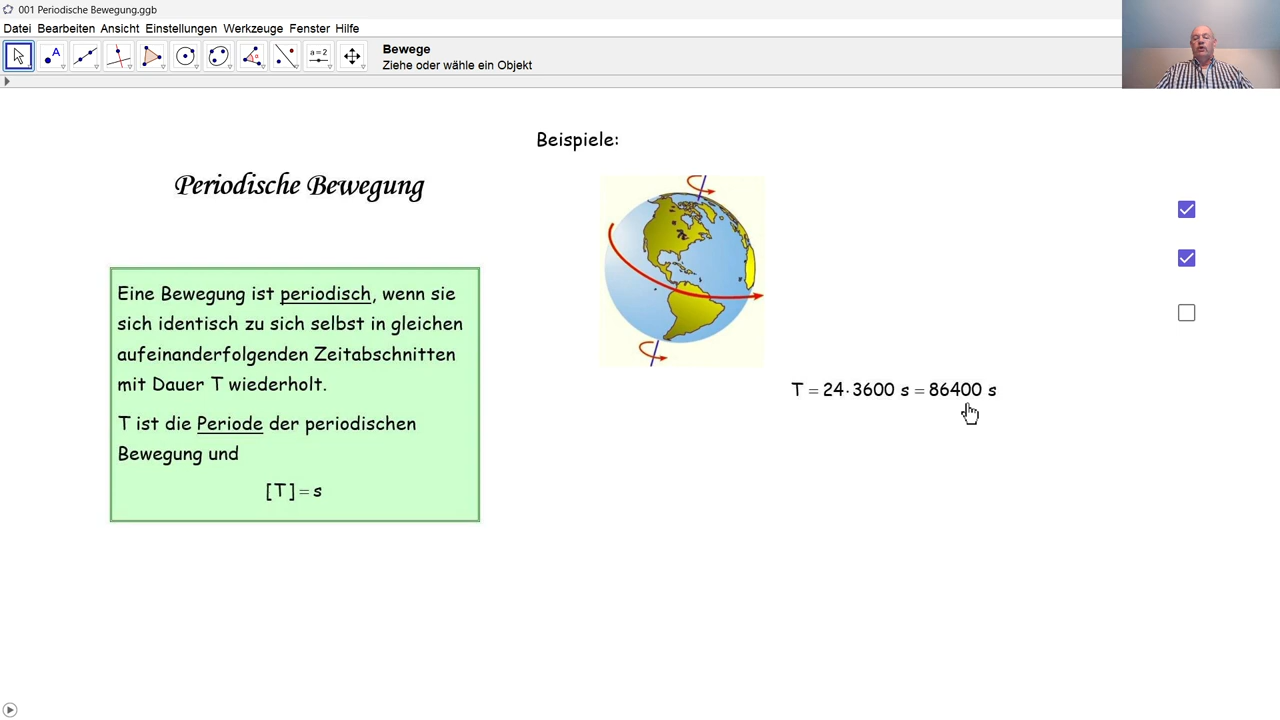 001 Periodische Bewegung.ggb
Datei Bearbeiten Ansicht Einstellungen Werkzeuge Fenster Hilfe
A
a=2
Bewege
Ziehe oder wähle ein Objekt
Beispiele:
Periodische Bewegung
Eine Bewegung ist periodisch, wenn sie
sich identisch zu sich selbst in gleichen
aufeinanderfolgenden Zeitabschnitten
mit Dauer T wiederholt.
T ist die Periode der periodischen
Bewegung und
[T] = s
T = 24·3600 s = 86400 s